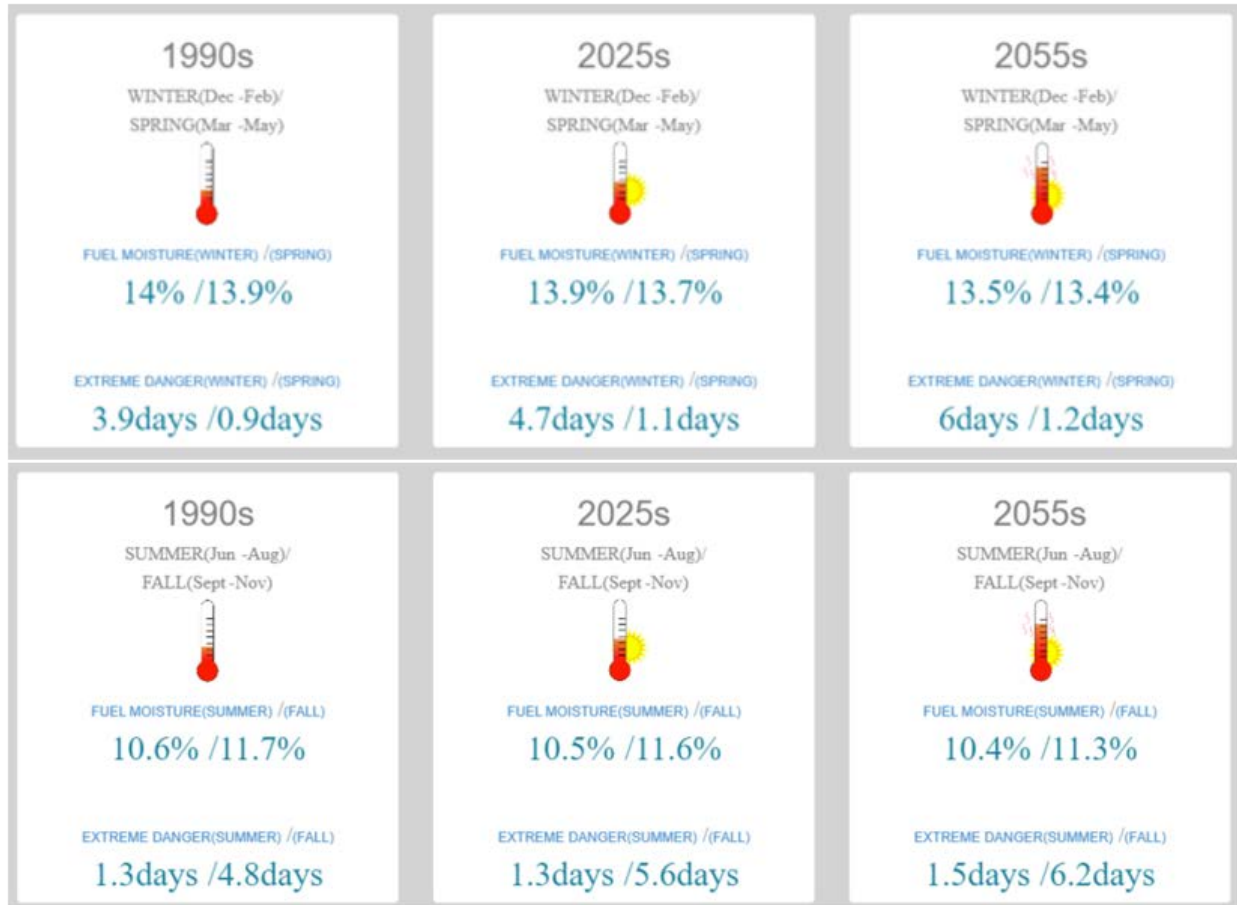 1990s
WINTER(Dec -Feb)/
SPRING(Mar -May)
FUEL MOISTURE(WINTER) /(SPRING)
14% /13.9%
EXTREME DANGER(WINTER) /(SPRING)
3.9days /0.9days
2025s
WINTER(Dec -Feb)/
SPRING(Mar -May)
FUEL MOISTURE(WINTER) /(SPRING)
13.9% /13.7%
EXTREME DANGER(WINTER) /(SPRING)
4.7days /1.1days
2055s
WINTER(Dec -Feb)/
SPRING(Mar -May)
FUEL MOISTURE(WINTER) /(SPRING)
13.5% /13.4%
EXTREME DANGER(WINTER) /(SPRING)
6days /1.2days
1990s
SUMMER(Jun -Aug)/
FALL(Sept -Nov)
FUEL MOISTURE(SUMMER) /(FALL)
10.6% /11.7%
EXTREME DANGER(SUMMER) /(FALL)
1.3days /4.8days
2025s
SUMMER(Jun -Aug)/
FALL(Sept -Nov)
FUEL MOISTURE(SUMMER) /(FALL)
10.5% /11.6%
EXTREME DANGER(SUMMER) /(FALL)
1.3days /5.6days
2055s
SUMMER(Jun -Aug)/
FALL(Sept -Nov)
FUEL MOISTURE(SUMMER) /(FALL)
10.4% /11.3%
EXTREME DANGER(SUMMER) /(FALL)
1.5days /6.2days